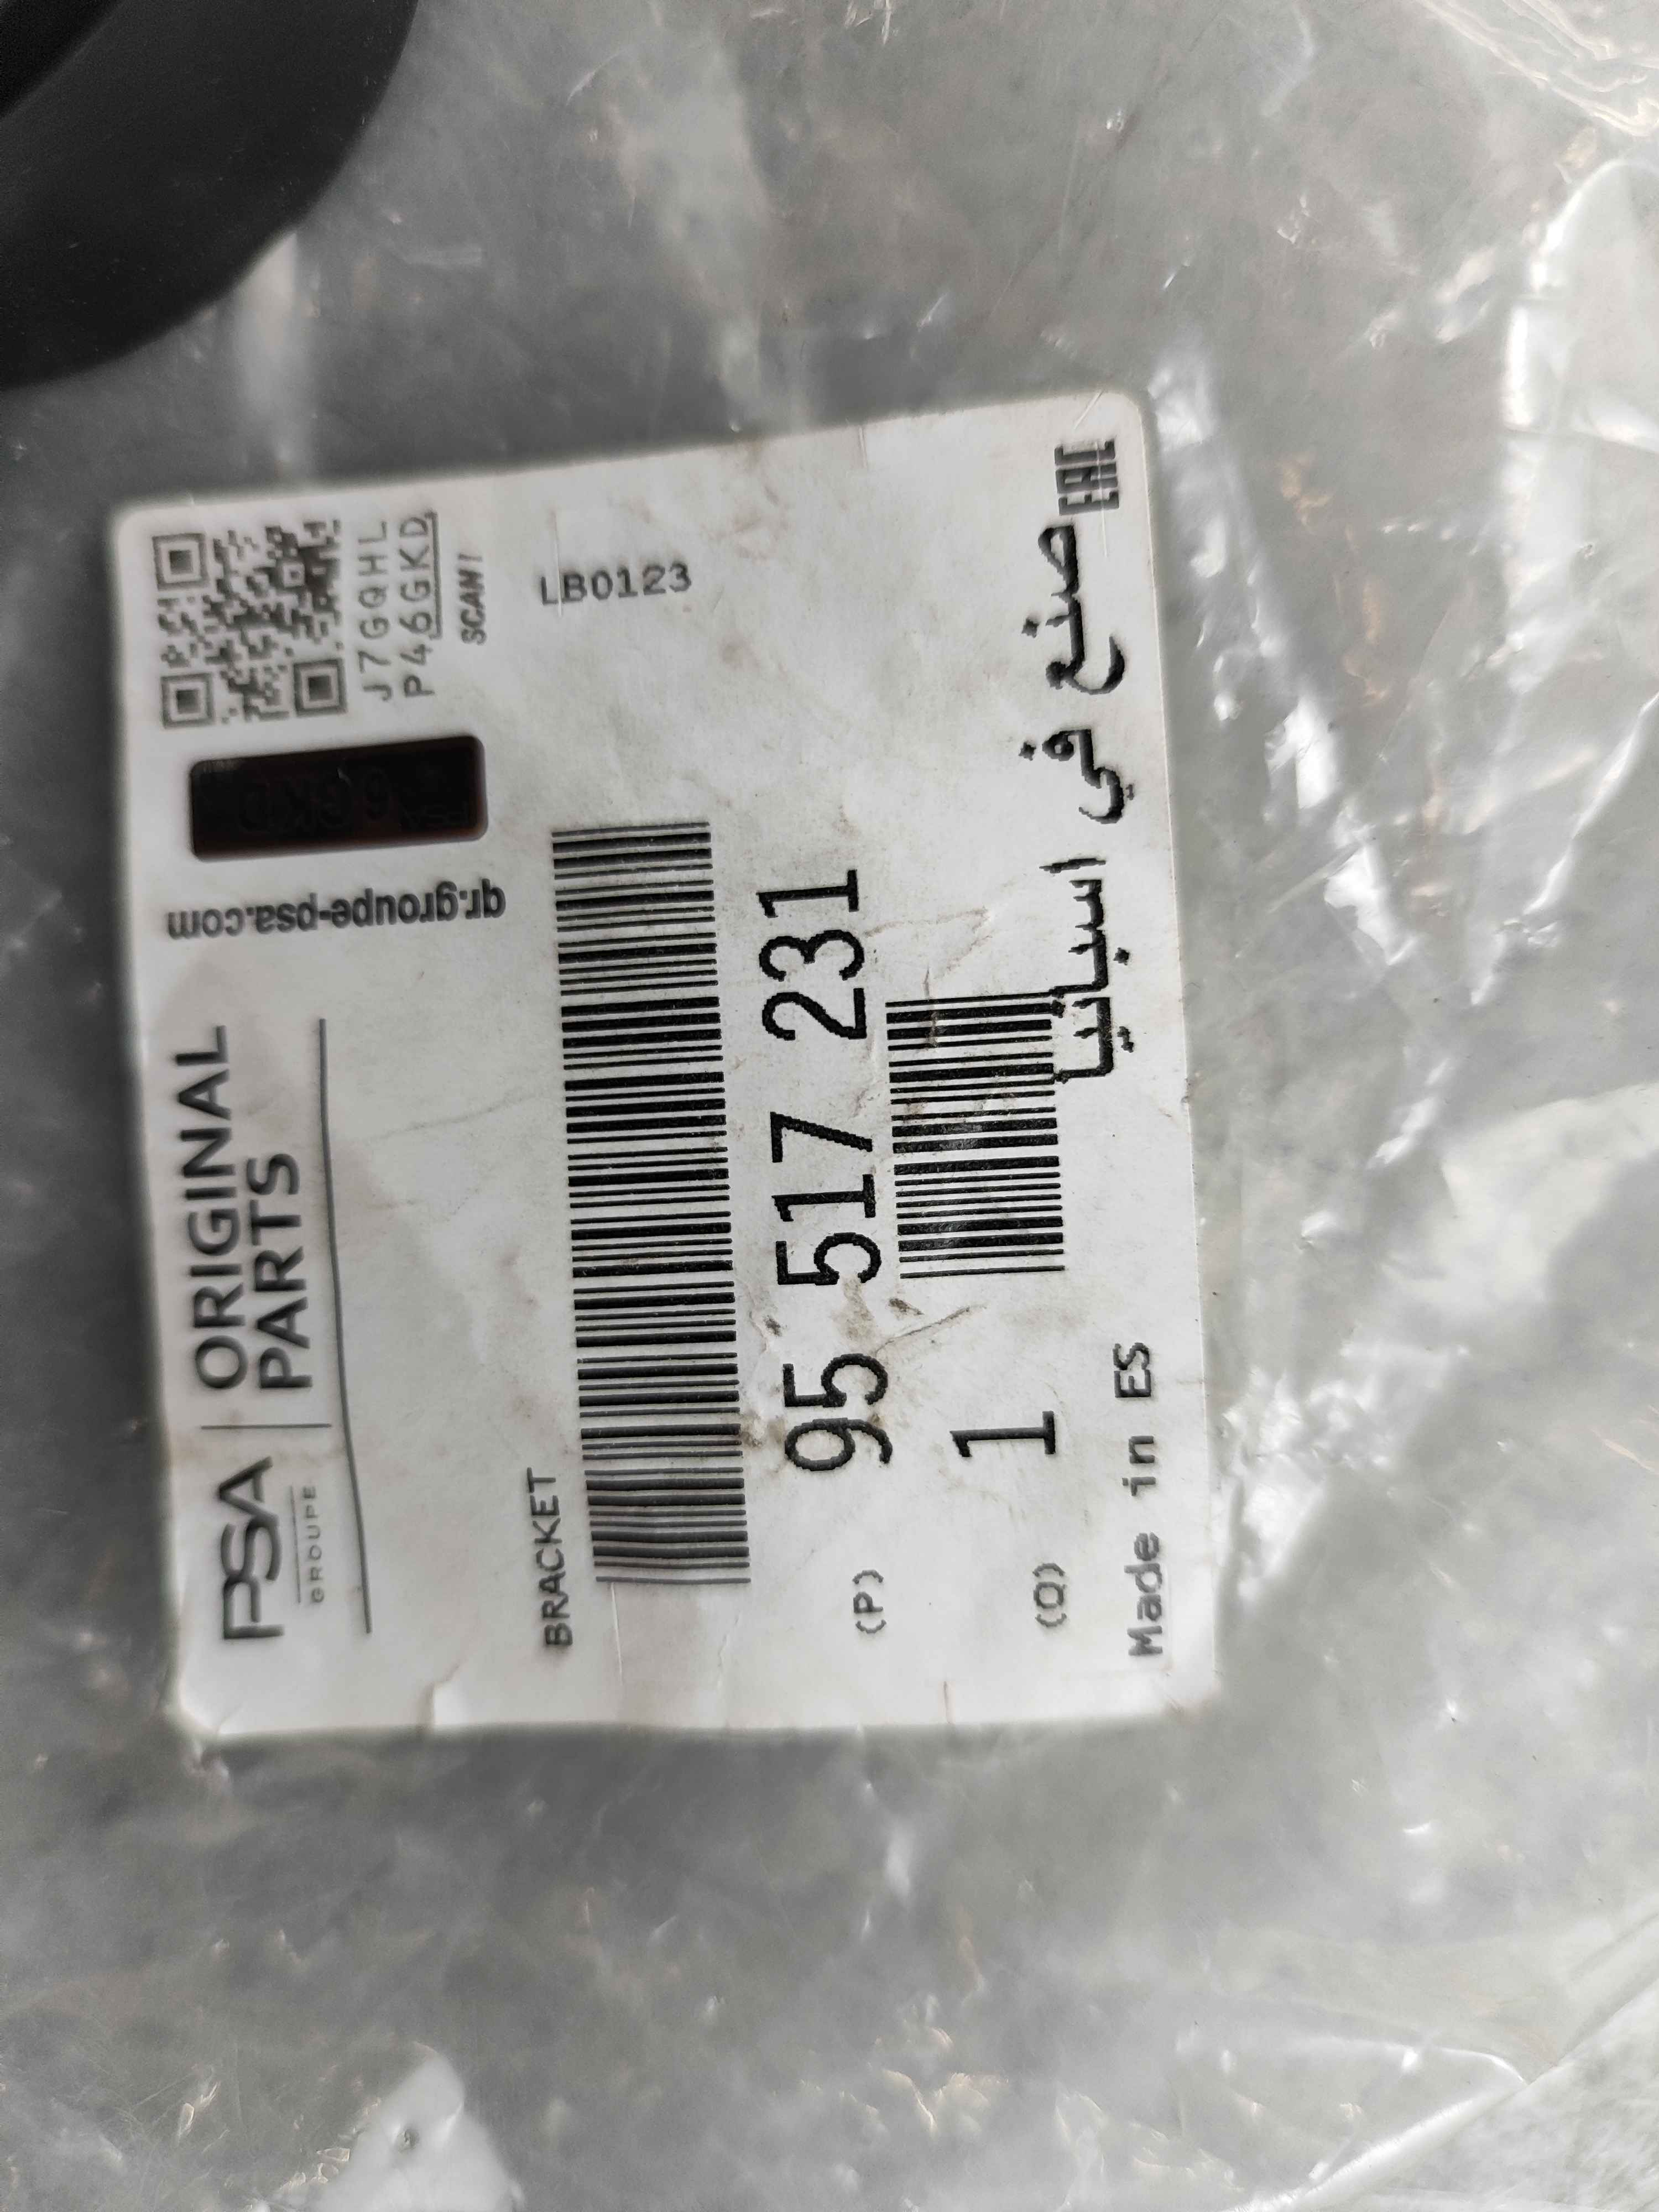 PSA
GROUPE
ORIGINAL
PARTS
qr.groupe-psa.com
J7GQHL
P46GKD
SCAN!
BRACKET
LB0123
(P) 95 517 231
(Q) 1
Made in ES
صنع في اسبانيا
EAC